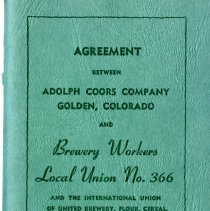 AGREEMENT
BETWEEN
ADOLPH COORS COMPANY
GOLDEN, COLORADO
AND
Brewery Workers
Local Union No. 366
AND THE INTERNATIONAL UNION
OF UNITED BREWERY, FLOUR, CEREAL,